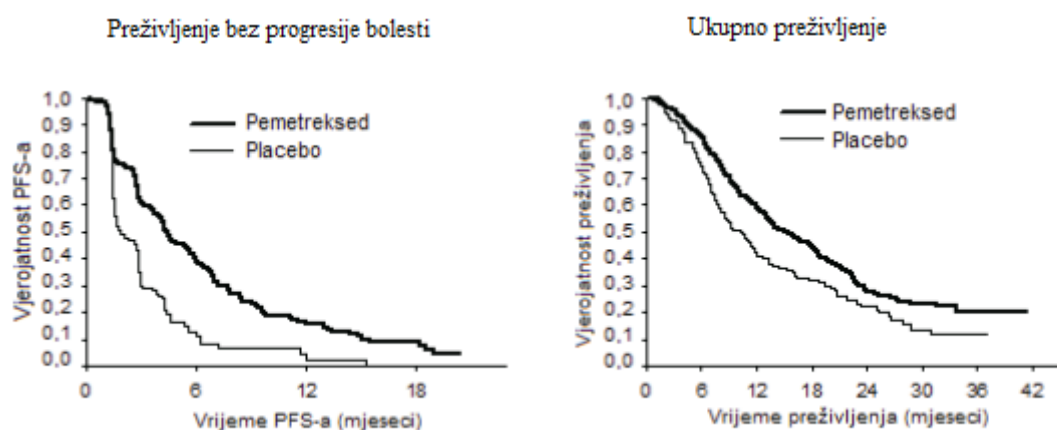 Preživljenje bez progresije bolesti
Ukupno preživljenje
Vjerojatnost PFS-a
1,0
0,9
0,8
0,7
0,6
0,5
0,4
0,3
0,2
0,1
0,0
Pemetreksed
Placebo
0 6 12 18
Vrijeme PFS-a (mjeseci)
Vjerojatnost preživljenja
1,0
0,9
0,8
0,7
0,6
0,5
0,4
0,3
0,2
0,1
0,0
Pemetreksed
Placebo
0 6 12 18 24 30 36 42
Vrijeme preživljenja (mjeseci)